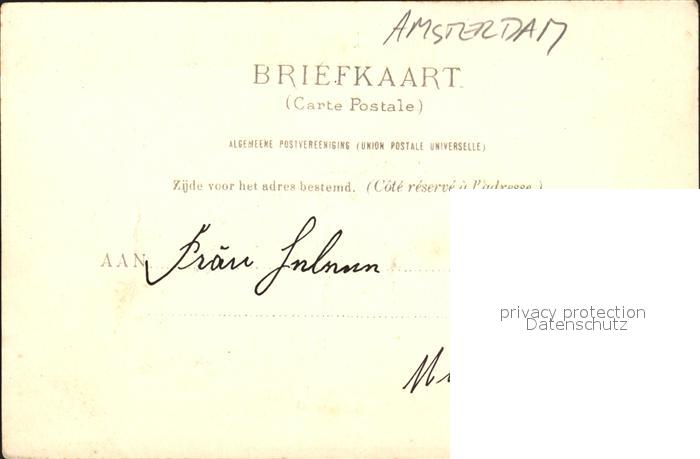 AMSTERDAM
BRIEFKAART.
(Carte Postale)
ALGEMEENE POSTVEREENIGING (UNION POSTALE UNIVERSELLE)
Zijde voor het adres bestemd. (Côté réservé à l'adresse.)
AAN Fräu
privacy protection
Datenschutz